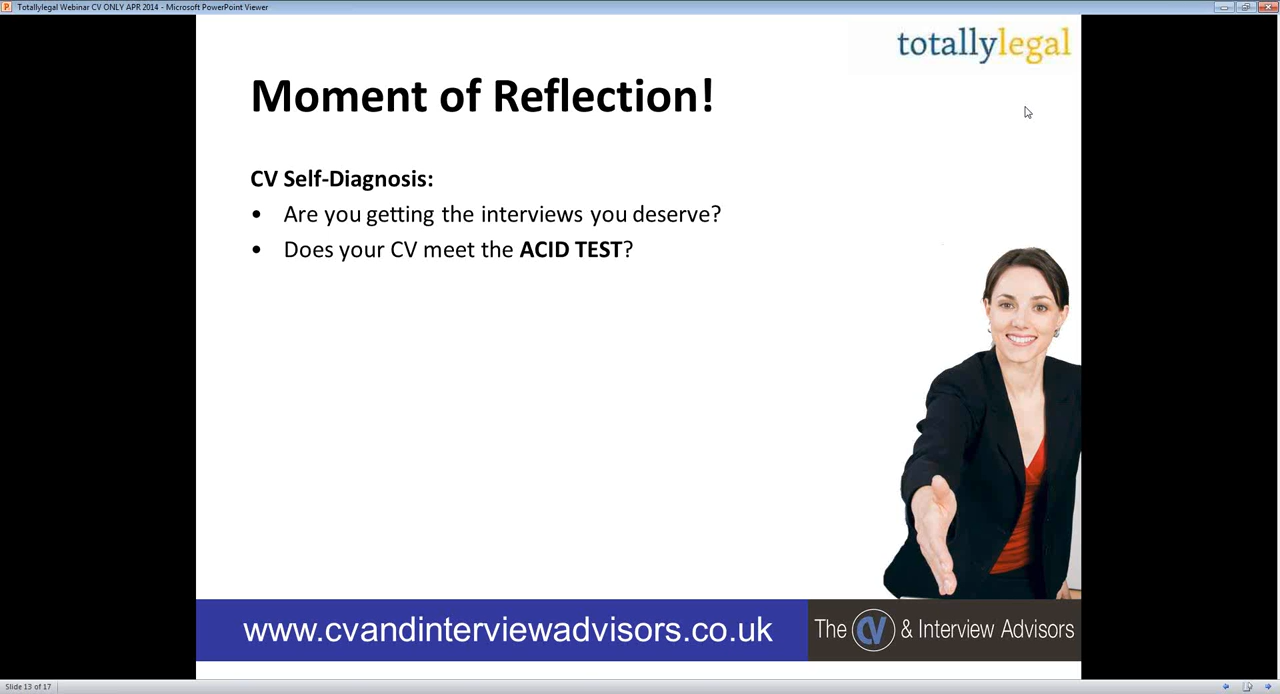 Totallylegal Webinar CV ONLY APR 2014 - Microsoft PowerPoint Viewer
totallylegal
Moment of Reflection!
CV Self-Diagnosis:
• Are you getting the interviews you deserve?
• Does your CV meet the ACID TEST?
www.cvandinterviewadvisors.co.uk
The CV & Interview Advisors
Slide 13 of 17